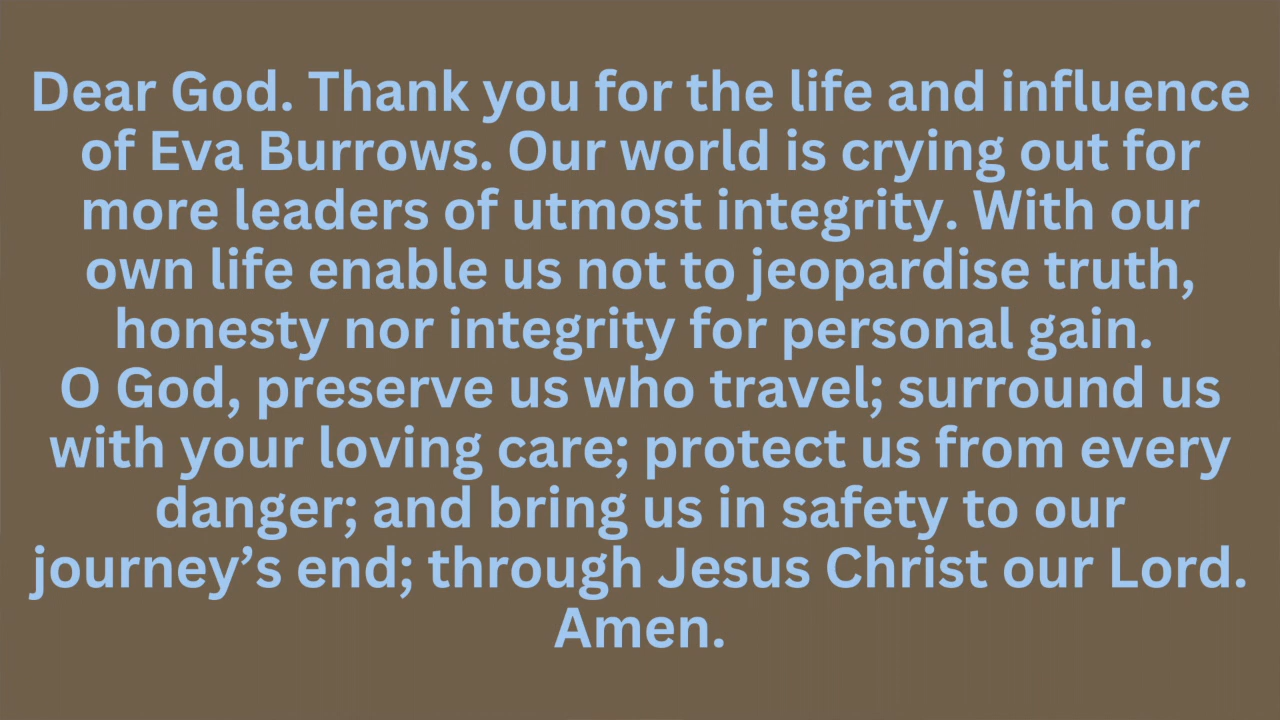 Dear God. Thank you for the life and influence
of Eva Burrows. Our world is crying out for
more leaders of utmost integrity. With our
own life enable us not to jeopardise truth,
honesty nor integrity for personal gain.
O God, preserve us who travel; surround us
with your loving care; protect us from every
danger; and bring us in safety to our
journey’s end; through Jesus Christ our Lord.
Amen.